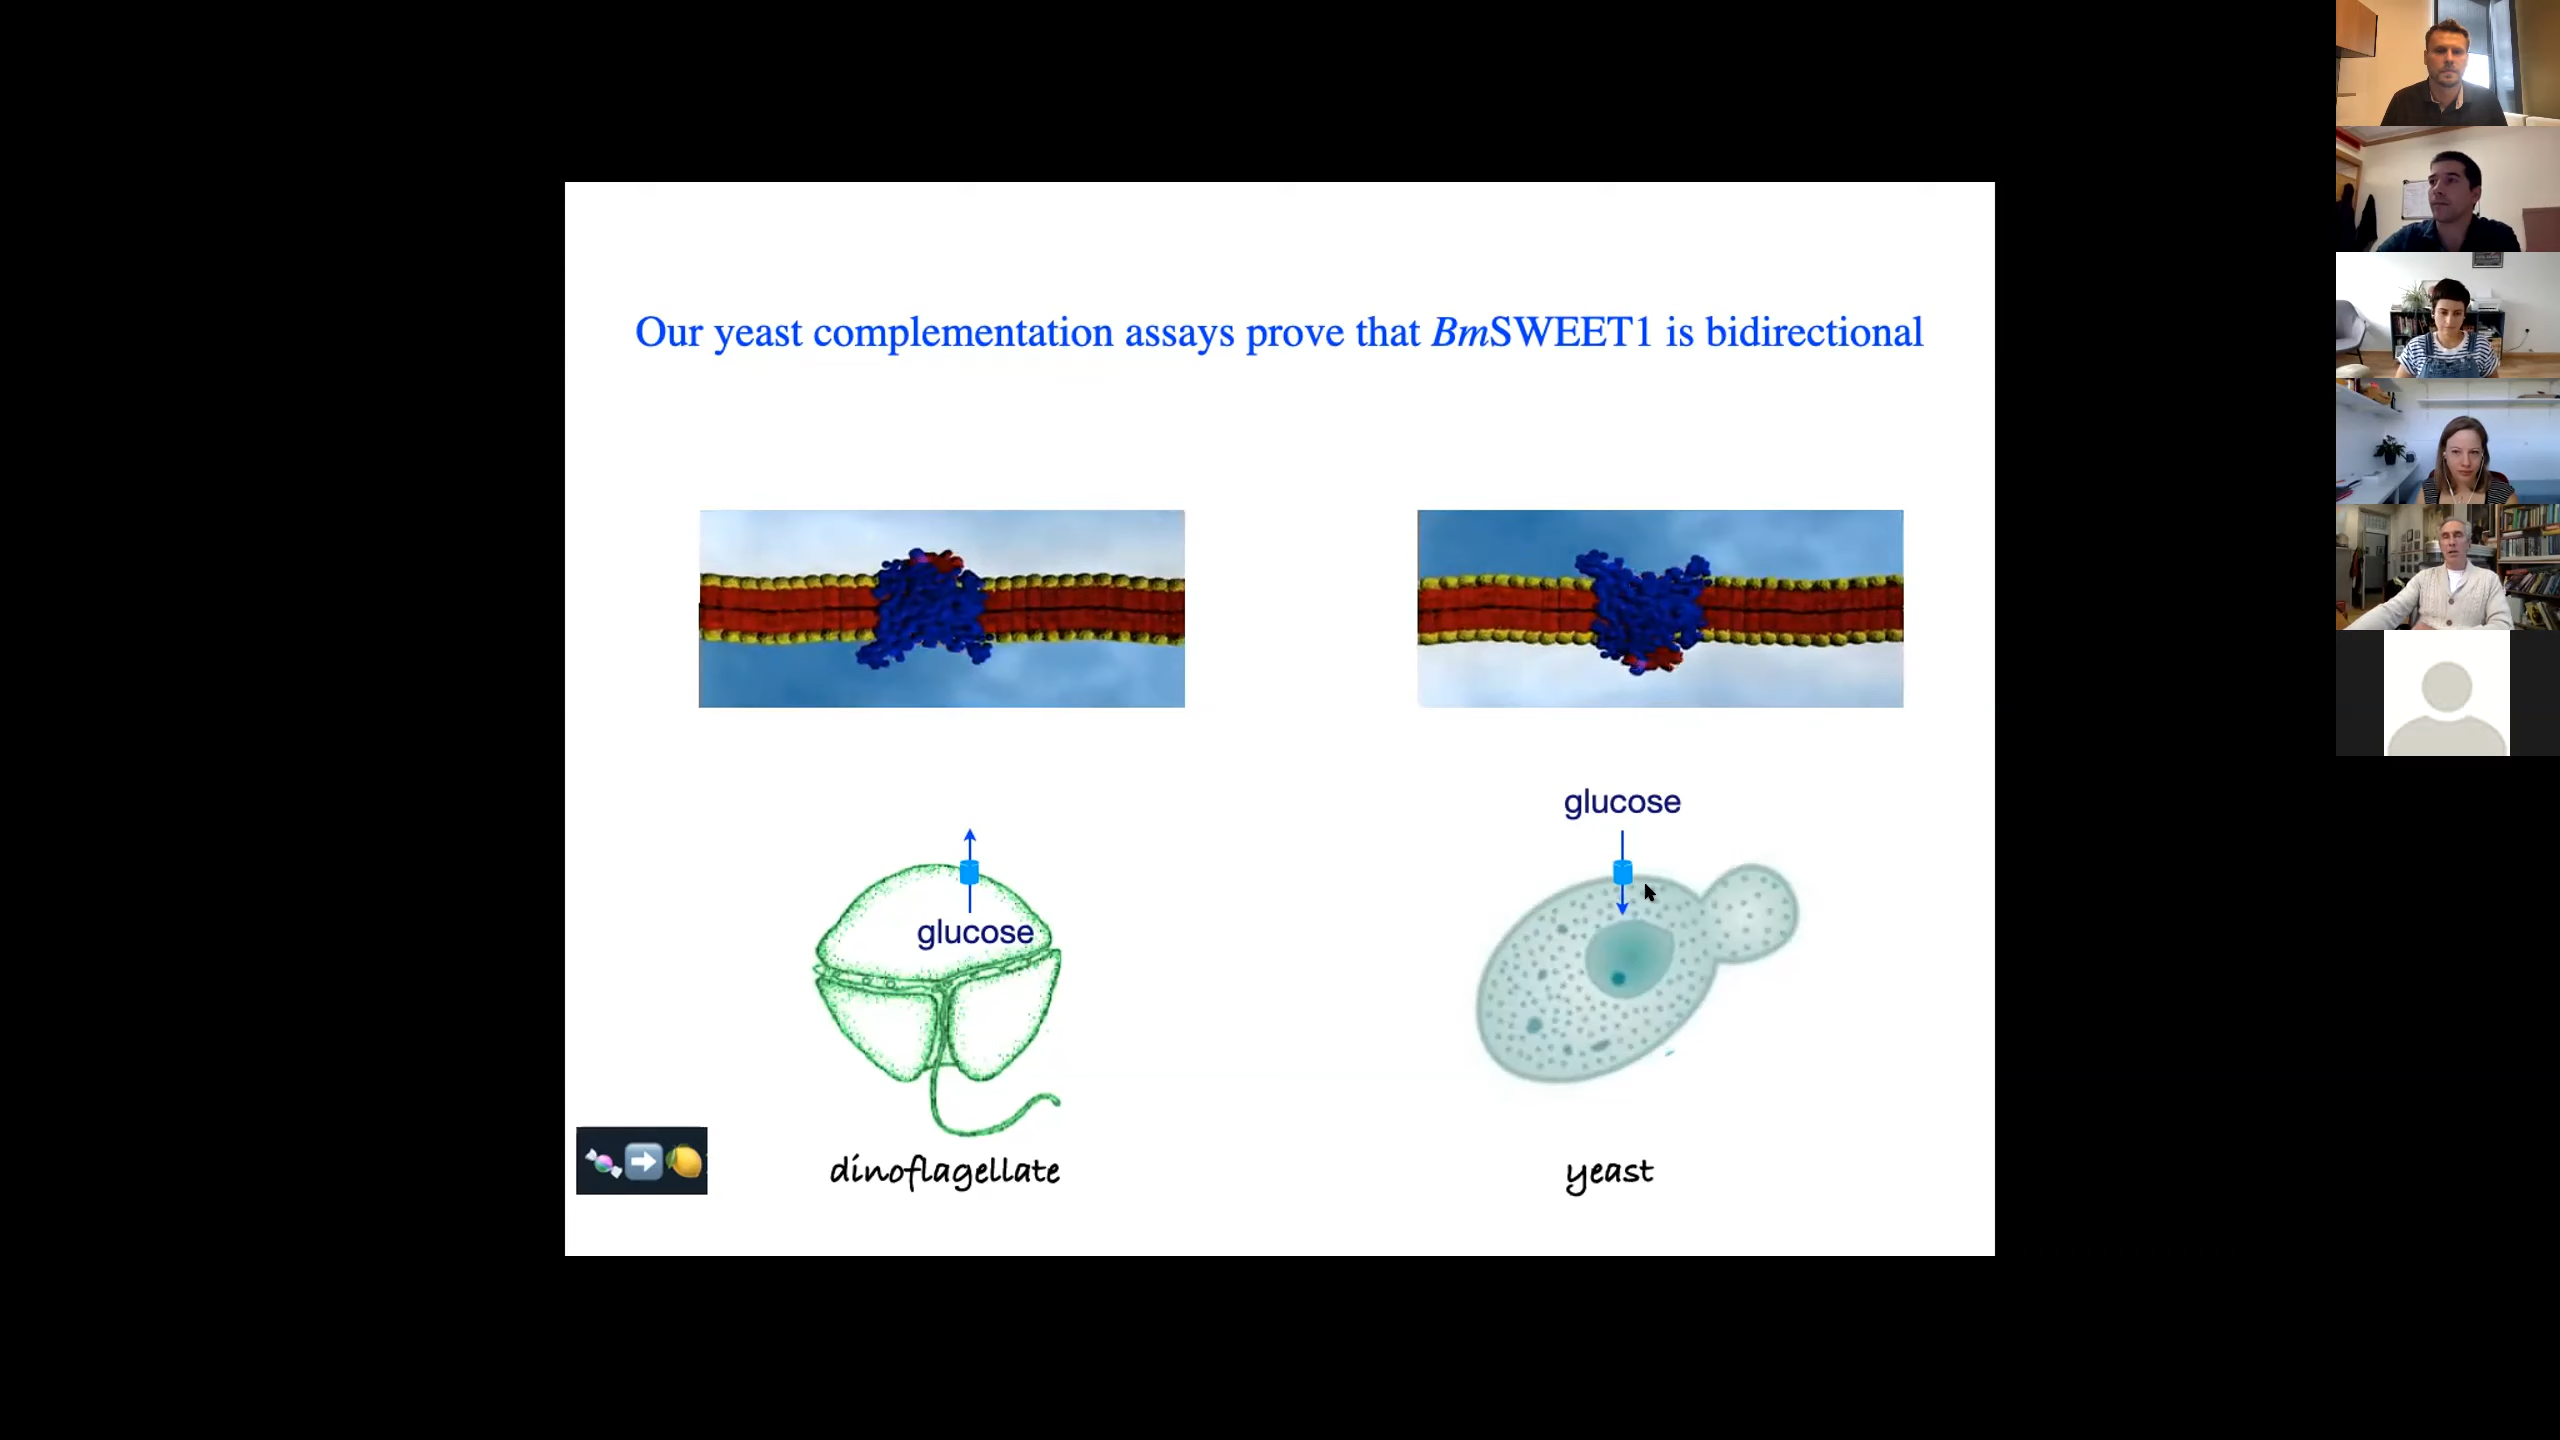 Our yeast complementation assays prove that BmSWEET1 is bidirectional
glucose
glucose
dinoflagellate
yeast